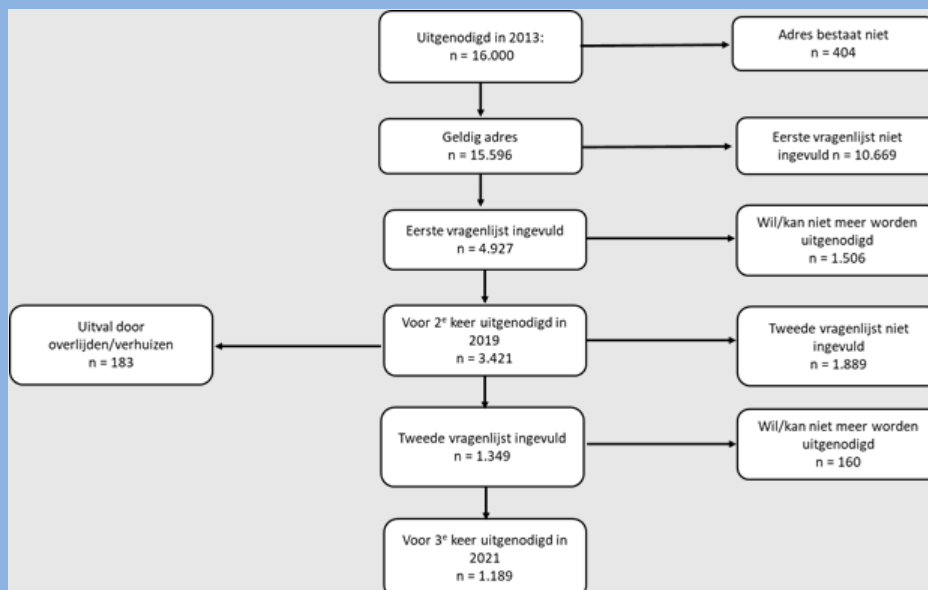 Uitgenodigd in 2013:
n = 16.000
Adres bestaat niet
n = 404
Geldig adres
n = 15.596
Eerste vragenlijst niet
ingevuld n = 10.669
Eerste vragenlijst ingevuld
n = 4.927
Wil/kan niet meer worden
uitgenodigd
n = 1.506
Uitval door
overlijden/verhuizen
n = 183
Voor 2e keer uitgenodigd in
2019
n = 3.421
Tweede vragenlijst niet
ingevuld
n = 1.889
Tweede vragenlijst ingevuld
n = 1.349
Wil/kan niet meer worden
uitgenodigd
n = 160
Voor 3e keer uitgenodigd in
2021
n = 1.189